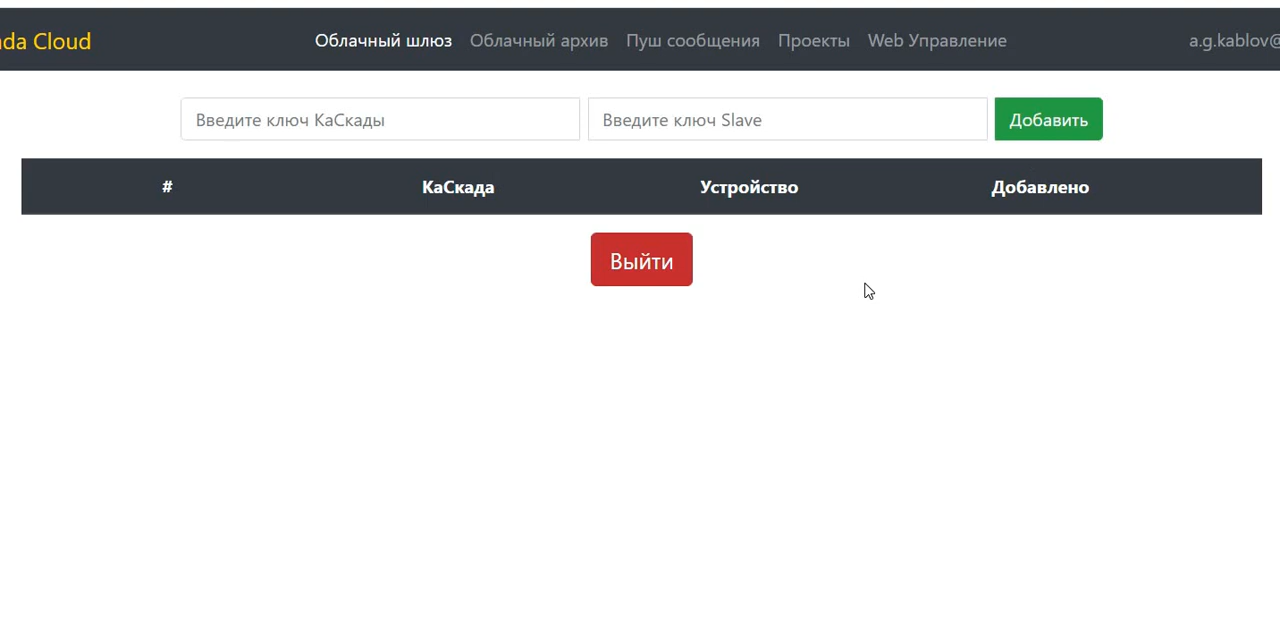 da Cloud
Облачный шлюз Облачный архив Пуш сообщения Проекты Web Управление
a.g.kablov@
Введите ключ КаСкады
Введите ключ Slave
Добавить
# КаСкада Устройство Добавлено
Выйти